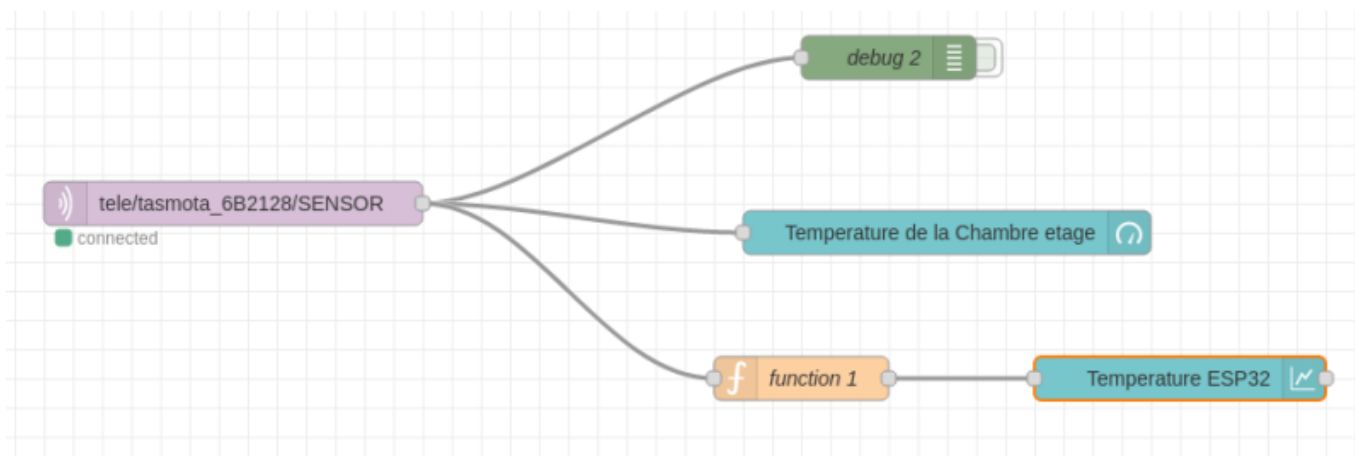 debug 2
tele/tasmota_6B2128/SENSOR
connected
Temperature de la Chambre etage
function 1
Temperature ESP32